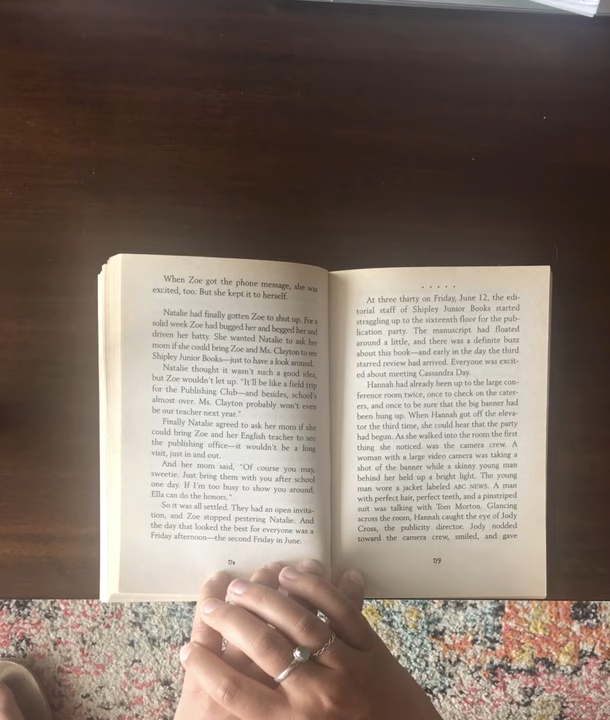 When Zoe got the phone message, she was
excited, too. But she kept it to herself.
Natalie had finally gotten Zoe to shut up. For a
solid week Zoe had bugged her and begged her and
driven her batty. She wanted Natalie to ask her
mom if she could bring Zoe and Ms. Clayton to see
Shipley Junior Books—just to have a look around.
Natalie thought it wasn't such a good idea,
but Zoe wouldn't let up. "It'll be like a field trip
for the Publishing Club—and besides, school's
almost over. Ms. Clayton probably won't even
be our teacher next year."
Finally Natalie agreed to ask her mom if she
could bring Zoe and her English teacher to see
the publishing office—it wouldn't be a long
visit, just in and out.
And her mom said, "Of course you may,
sweetie. Just bring them with you after school
one day. If I'm too busy to show you around,
Ella can do the honors."
So it was all settled. They had an open invita-
tion, and Zoe stopped pestering Natalie. And
the day that looked the best for everyone was a
Friday afternoon—the second Friday in June.
At three thirty on Friday, June 12, the edi-
torial staff of Shipley Junior Books started
straggling up to the sixteenth floor for the pub-
lication party. The manuscript had floated
around a little, and there was a definite buzz
about this book—and early in the day the third
starred review had arrived. Everyone was excit-
ed about meeting Cassandra Day.
Hannah had already been up to the large con-
ference room twice, once to check on the cater-
ers, and once to be sure that the big banner had
been hung up. When Hannah got off the eleva-
tor the third time, she could hear that the party
had begun. As she walked into the room the first
thing she noticed was the camera crew. A
woman with a large video camera was taking a
shot of the banner while a skinny young man
behind her held up a bright light. The young
man wore a jacket labeled ABC NEWS. A man
with perfect hair, perfect teeth, and a pinstriped
suit was talking with Tom Morton. Glancing
across the room, Hannah caught the eye of Jody
Cross, the publicity director. Jody nodded
toward the camera crew, smiled, and gave
179